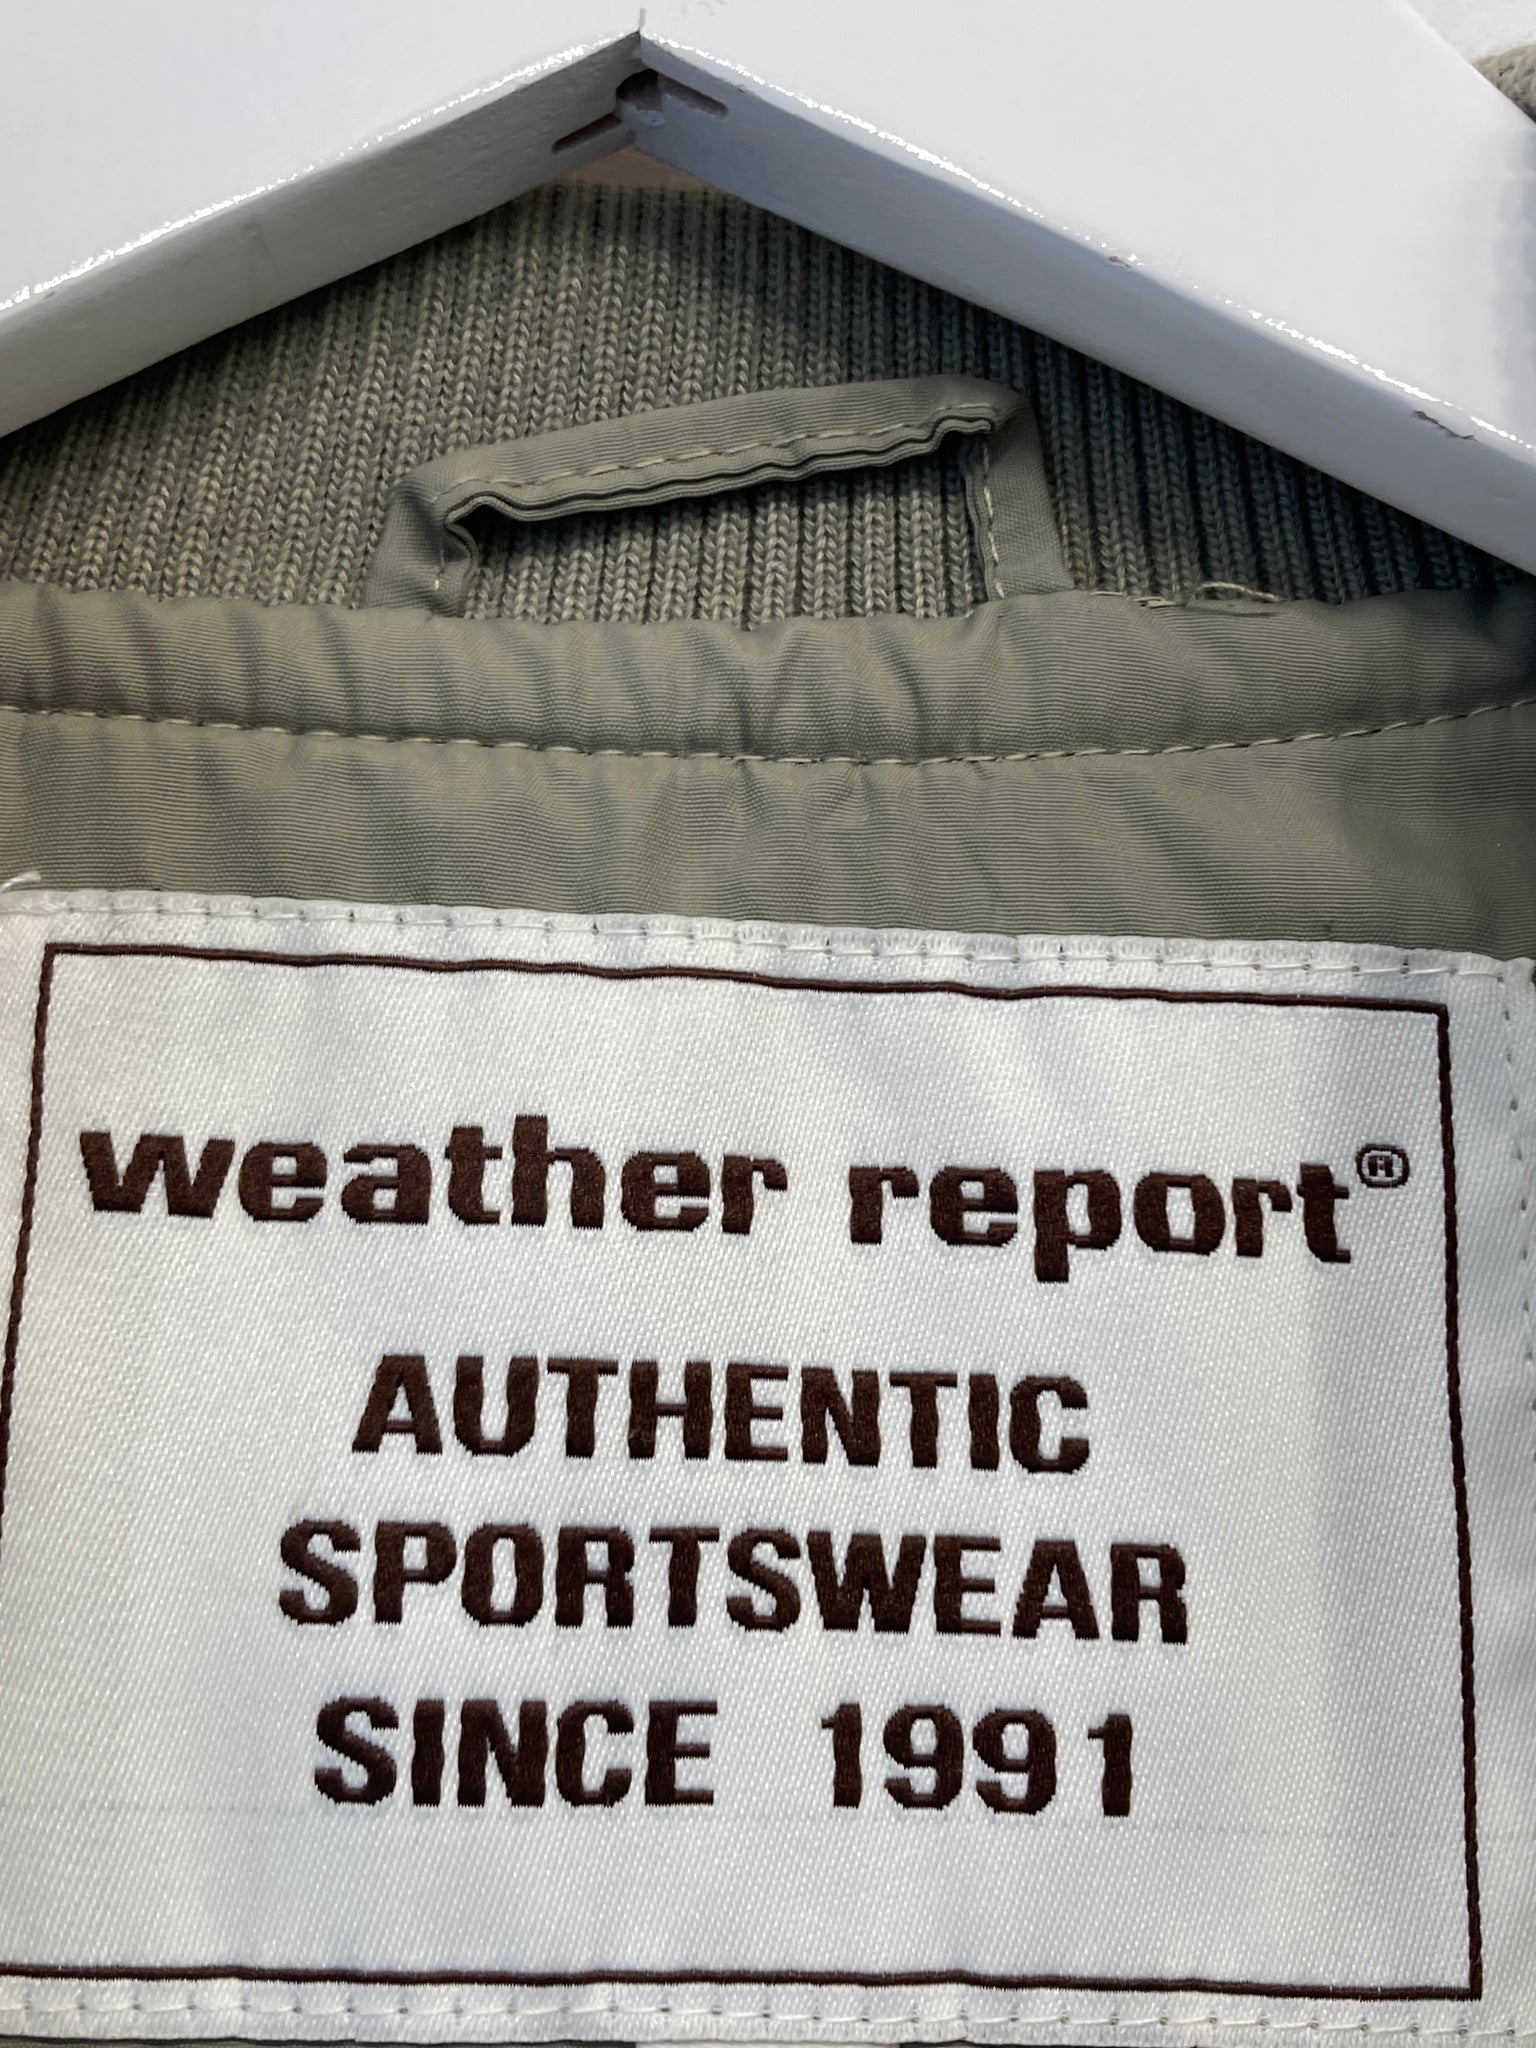 weather report®
AUTHENTIC
SPORTSWEAR
SINCE 1991